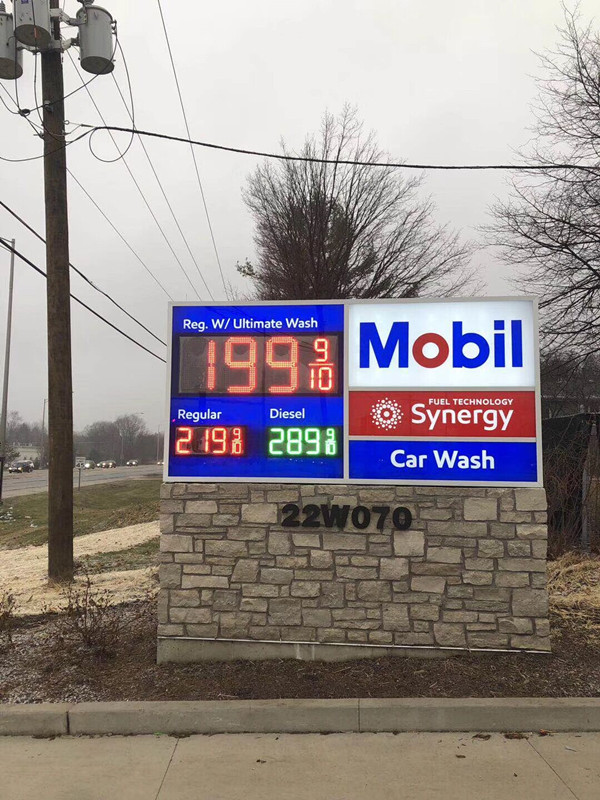 Reg. W/ Ultimate Wash
199 9/10
Regular
Diesel
219 9/10
289 9/10
Mobil
FUEL TECHNOLOGY
Synergy
Car Wash
22W070